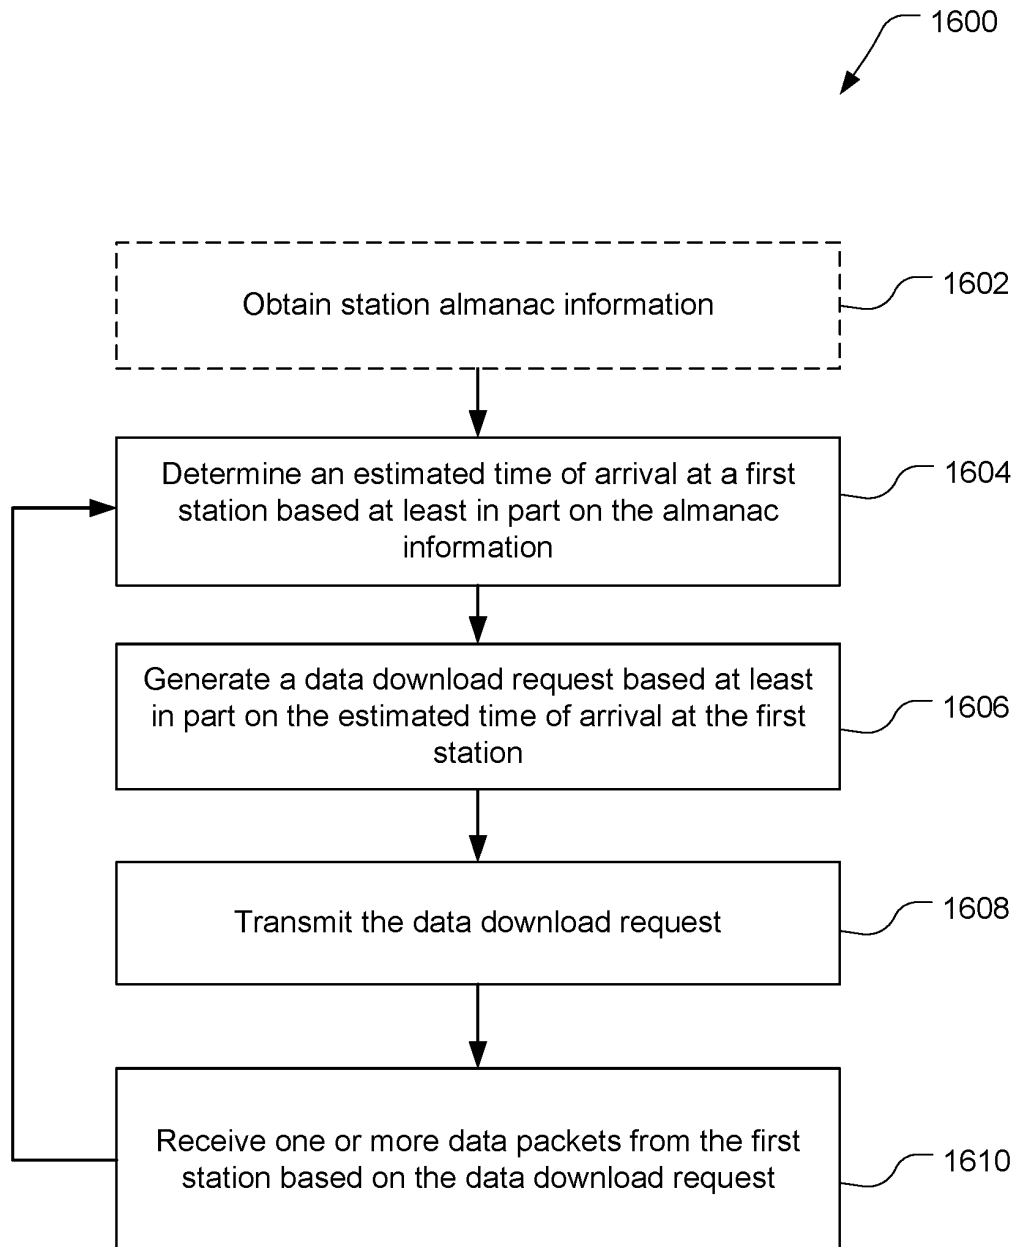 1600
Obtain station almanac information
1602
Determine an estimated time of arrival at a first
station based at least in part on the almanac
information
1604
Generate a data download request based at least
in part on the estimated time of arrival at the first
station
1606
Transmit the data download request
1608
Receive one or more data packets from the first
station based on the data download request
1610